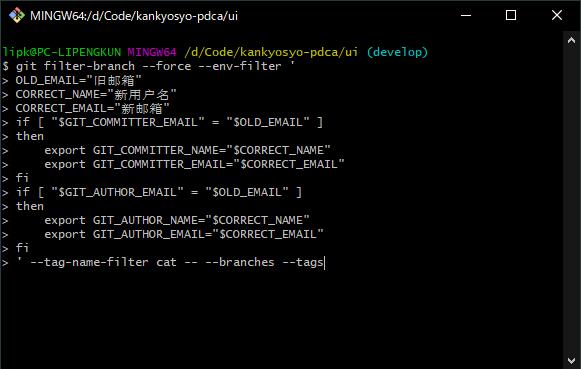 MINGW64:/d/Code/kankyosyo-pdca/ui
lipk@PC-LIPENGKUN MINGW64 /d/Code/kankyosyo-pdca/ui (develop)
$ git filter-branch --force --env-filter '
> OLD_EMAIL="旧邮箱"
> CORRECT_NAME="新用户名"
> CORRECT_EMAIL="新邮箱"
> if [ "$GIT_COMMITTER_EMAIL" = "$OLD_EMAIL" ]
> then
>     export GIT_COMMITTER_NAME="$CORRECT_NAME"
>     export GIT_COMMITTER_EMAIL="$CORRECT_EMAIL"
> fi
> if [ "$GIT_AUTHOR_EMAIL" = "$OLD_EMAIL" ]
> then
>     export GIT_AUTHOR_NAME="$CORRECT_NAME"
>     export GIT_AUTHOR_EMAIL="$CORRECT_EMAIL"
> fi
> ' --tag-name-filter cat -- --branches --tags